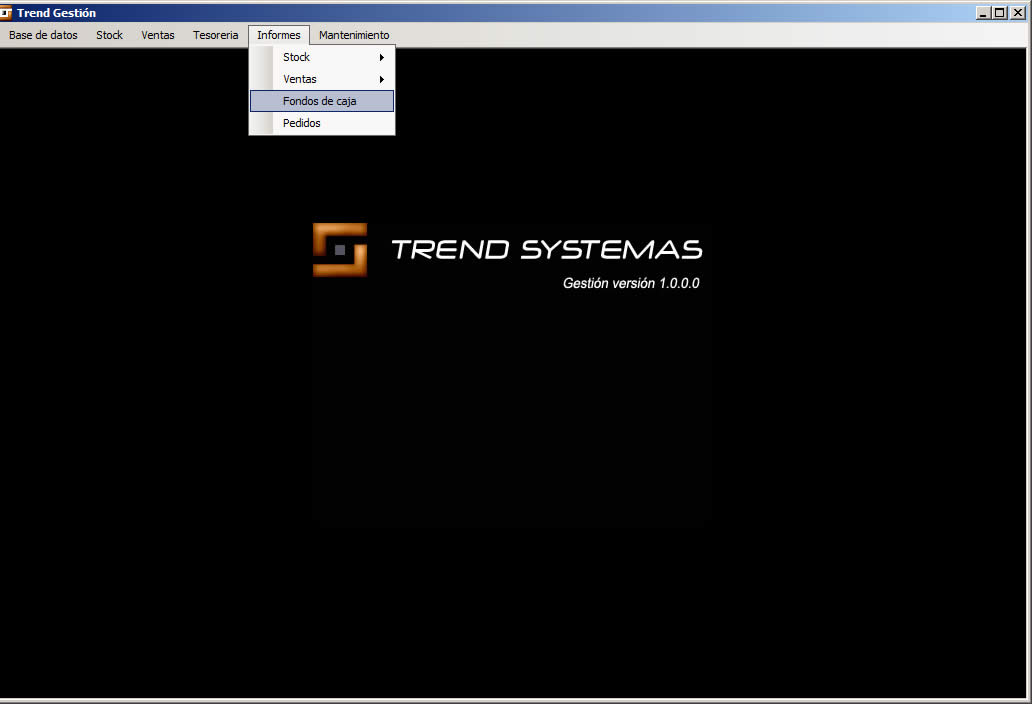 Trend Gestión
Base de datos Stock Ventas Tesoreria Informes Mantenimiento
Stock
Ventas
Fondos de caja
Pedidos
TREND SYSTEMAS
Gestión versión 1.0.0.0